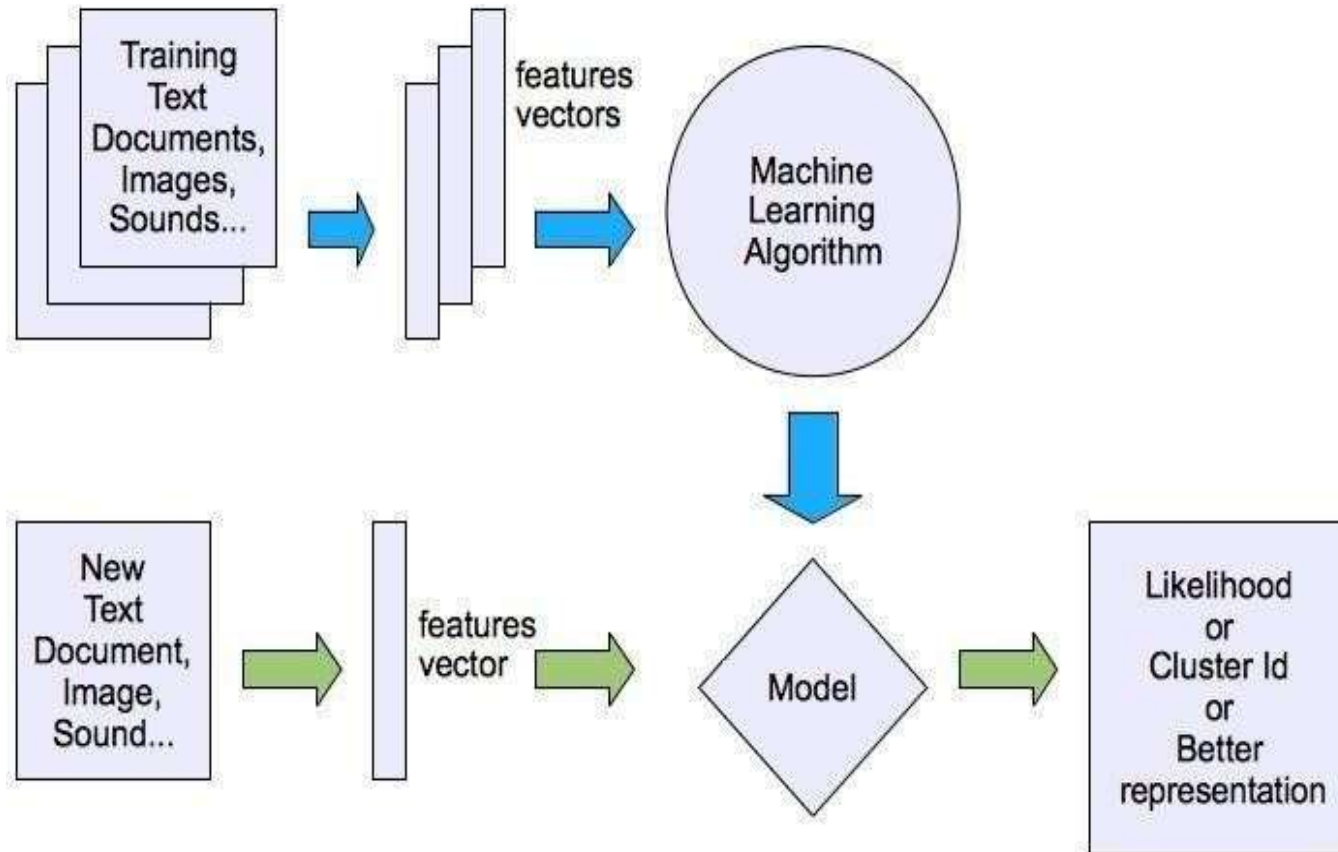 Training
Text
Documents,
Images,
Sounds...
features
vectors
Machine
Learning
Algorithm
New
Text
Document,
Image,
Sound...
features
vector
Model
Likelihood
or
Cluster Id
or
Better
representation